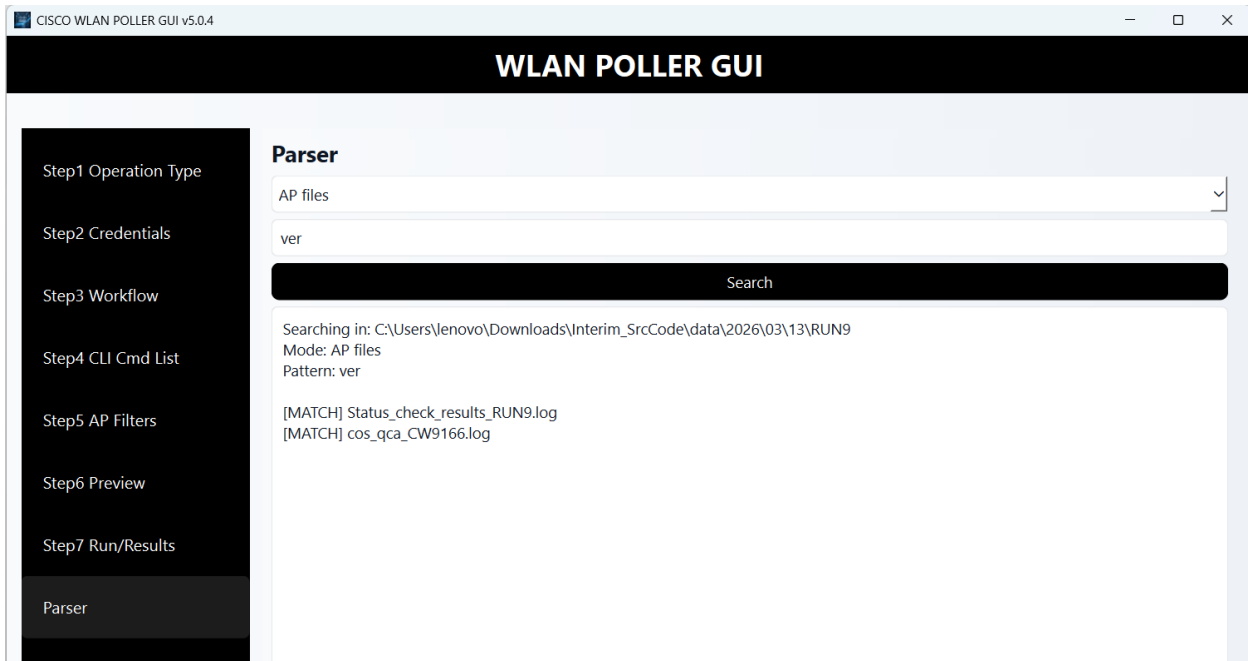 CISCO WLAN POLLER GUI v5.0.4
WLAN POLLER GUI
Step1 Operation Type
Step2 Credentials
Step3 Workflow
Step4 CLI Cmd List
Step5 AP Filters
Step6 Preview
Step7 Run/Results
Parser
Parser
AP files
ver
Search
Searching in: C:\Users\lenovo\Downloads\Interim_SrcCode\data\2026\03\13\RUN9
Mode: AP files
Pattern: ver
[MATCH] Status_check_results_RUN9.log
[MATCH] cos_qca_CW9166.log